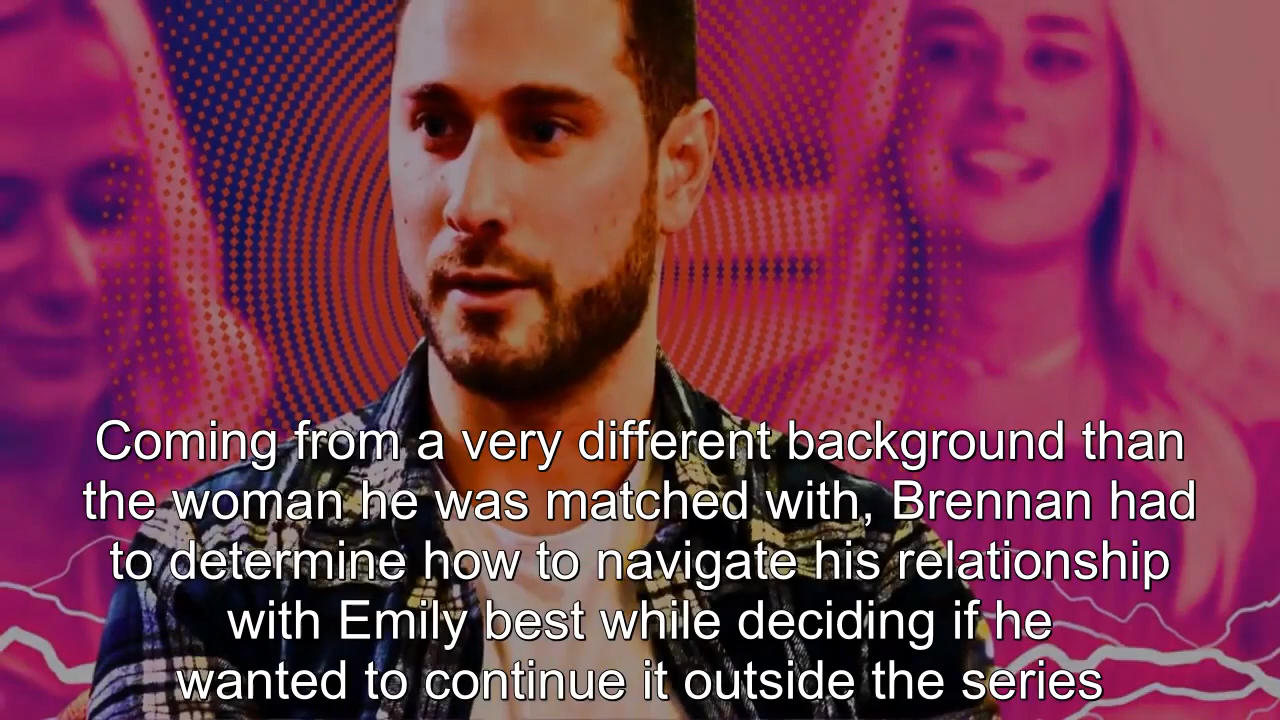 Coming from a very different background than
the woman he was matched with, Brennan had
to determine how to navigate his relationship
with Emily best while deciding if he
wanted to continue it outside the series